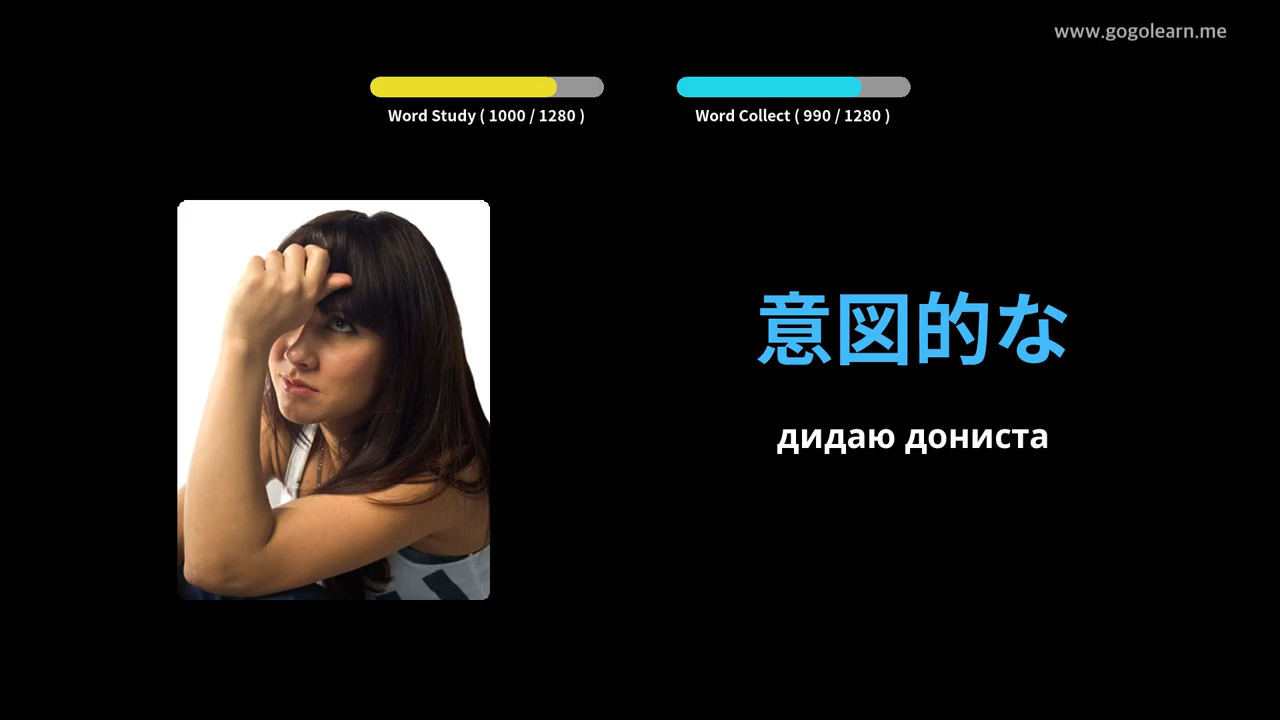 www.gogolearn.me
Word Study ( 1000 / 1280 )
Word Collect ( 990 / 1280 )
意図的な
дидаю дониста